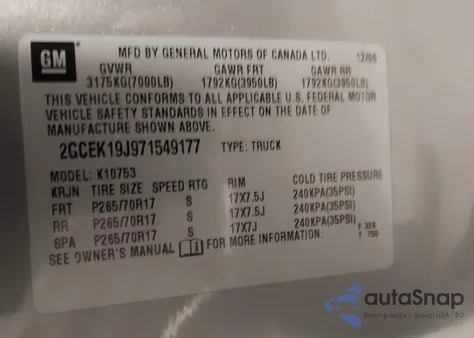 GM
MFD BY GENERAL MOTORS OF CANADA LTD. 12/06
GVWR GAWR FRT GAWR RR
3175KG(7000LB) 1792KG(3950LB) 1792KG(3950LB)
THIS VEHICLE CONFORMS TO ALL APPLICABLE U.S. FEDERAL MOTOR
VEHICLE SAFETY STANDARDS IN EFFECT ON THE DATE OF
MANUFACTURE SHOWN ABOVE.
2GCEK19J971549177 TYPE: TRUCK
MODEL: K10753
KRJN TIRE SIZE SPEED RTG RIM COLD TIRE PRESSURE
FRT P265/70R17 S 17X7.5J 240KPA(35PSI)
RR P265/70R17 S 17X7.5J 240KPA(35PSI)
SPA P265/70R17 S 17X7J 240KPA(35PSI)
SEE OWNER'S MANUAL FOR MORE INFORMATION.
autaSnap